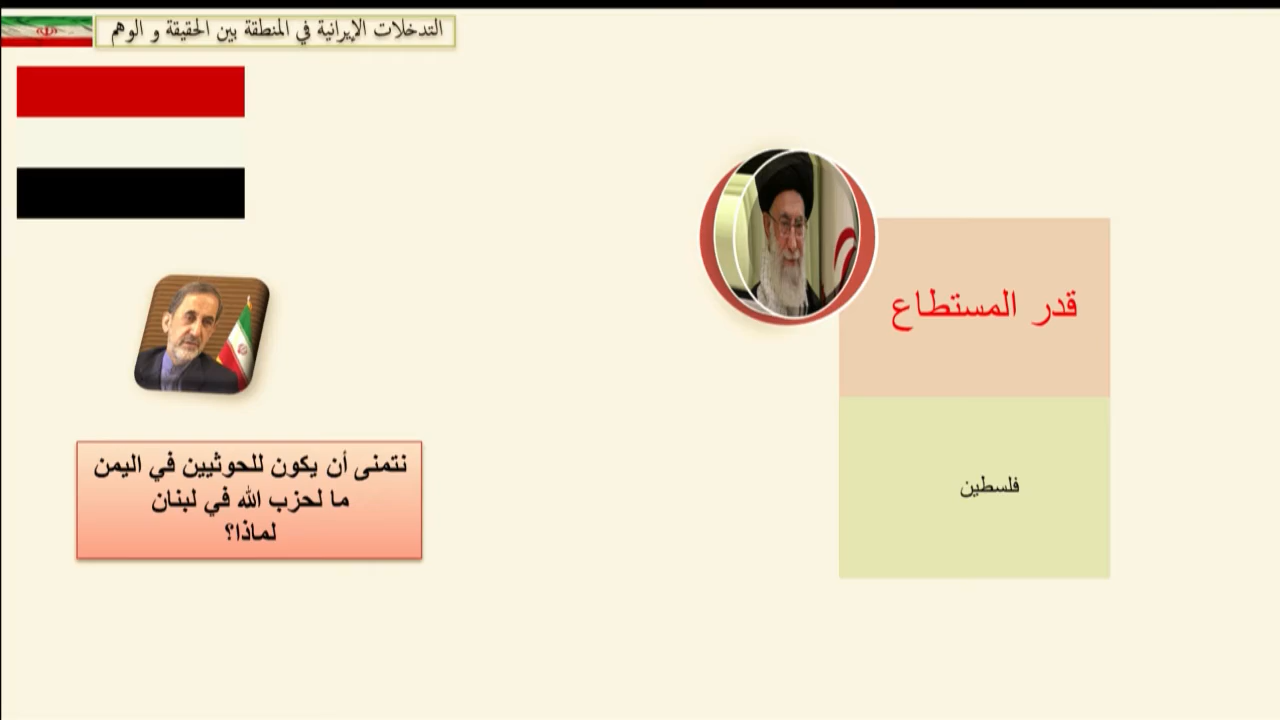 التدخلات الإيرانية في المنطقة بين الحقيقة و الوهم
قدر المستطاع
فلسطين
نتمنى أن يكون للحوثيين في اليمن
ما لحزب الله في لبنان
لماذا؟